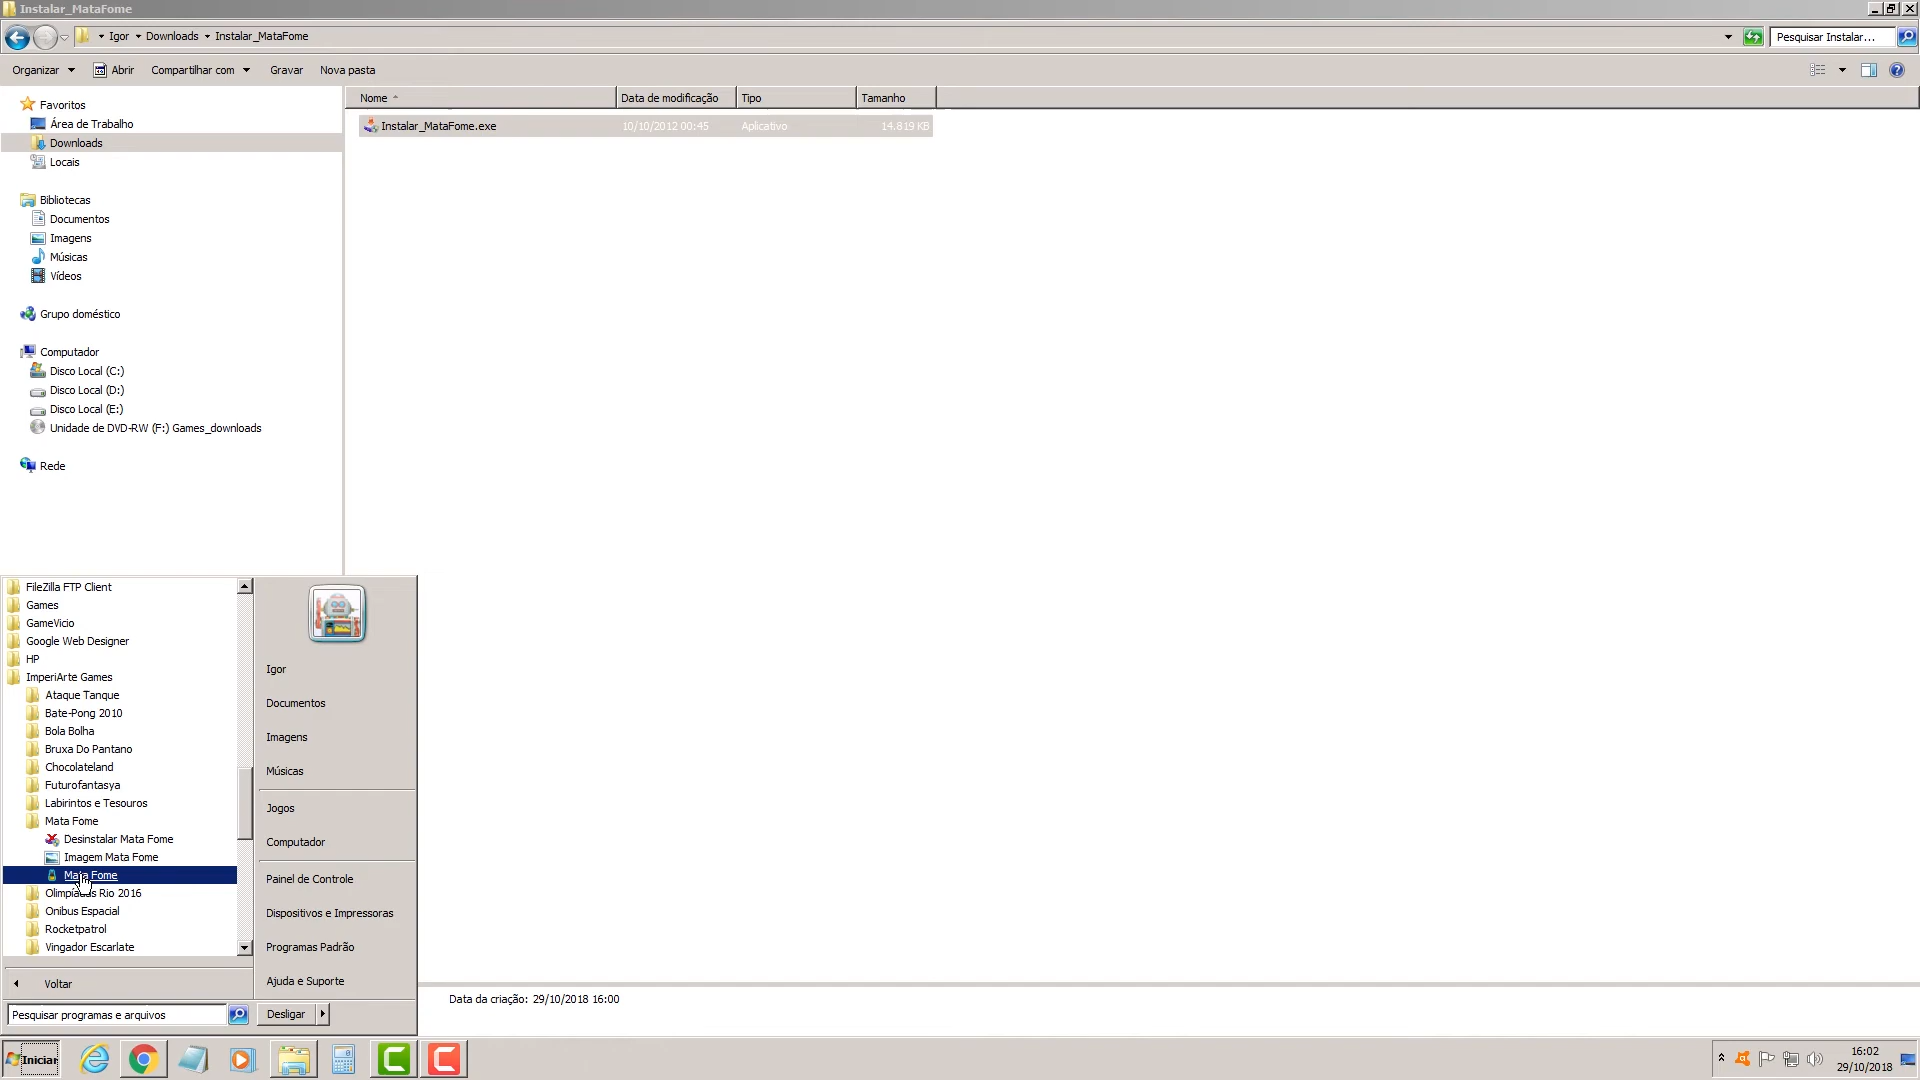 Instalar_MataFome
Igor Downloads Instalar_MataFome
Pesquisar Instalar...
Organizar Abrir Compartilhar com Gravar Nova pasta
Nome Data de modificação Tipo Tamanho
Instalar_MataFome.exe 10/10/2012 00:45 Aplicativo 14.819 KB
Favoritos
Área de Trabalho
Downloads
Locais
Bibliotecas
Documentos
Imagens
Músicas
Vídeos
Grupo doméstico
Computador
Disco Local (C:)
Disco Local (D:)
Disco Local (E:)
Unidade de DVD-RW (F:) Games_downloads
Rede
FileZilla FTP Client
Games
GameVicio
Google Web Designer
HP
ImperiArte Games
Ataque Tanque
Bate-Pong 2010
Bola Bolha
Bruxa Do Pantano
Chocolateland
Futurofantasya
Labirintos e Tesouros
Mata Fome
Desinstalar Mata Fome
Imagem Mata Fome
Mata Fome
Olimpíadas Rio 2016
Onibus Espacial
Rocketpatrol
Vingador Escarlate
Voltar
Pesquisar programas e arquivos
Igor
Documentos
Imagens
Músicas
Jogos
Computador
Painel de Controle
Dispositivos e Impressoras
Programas Padrão
Ajuda e Suporte
Desligar
Data da criação: 29/10/2018 16:00
Iniciar
16:02
29/10/2018